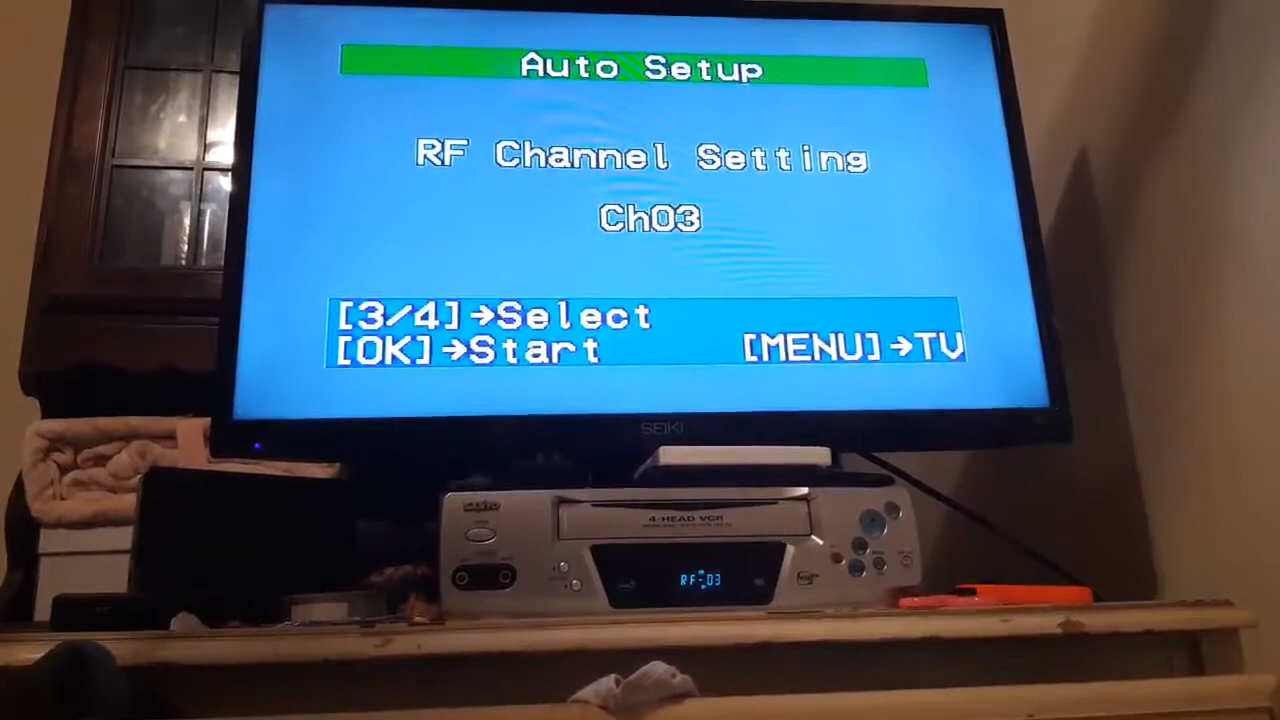 Auto Setup
RF Channel Setting
Ch03
[3/4]→Select
[OK]→Start
[MENU]→TV
SEIKI
SANYO
4-HEAD VCR
RF-03